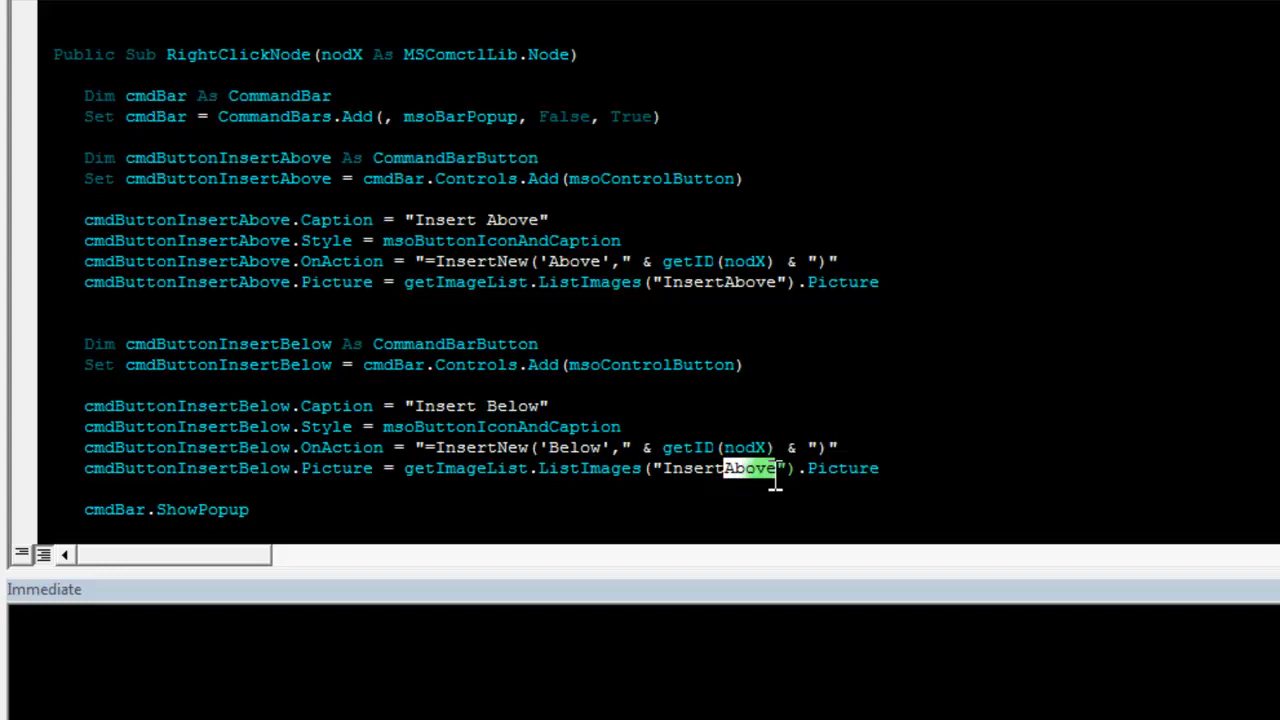 Public Sub RightClickNode(nodX As MSComctlLib.Node)
Dim cmdBar As CommandBar
Set cmdBar = CommandBars.Add(, msoBarPopup, False, True)
Dim cmdButtonInsertAbove As CommandBarButton
Set cmdButtonInsertAbove = cmdBar.Controls.Add(msoControlButton)
cmdButtonInsertAbove.Caption = "Insert Above"
cmdButtonInsertAbove.Style = msoButtonIconAndCaption
cmdButtonInsertAbove.OnAction = "=InsertNew('Above'," & getID(nodX) & ")"
cmdButtonInsertAbove.Picture = getImageList.ListImages("InsertAbove").Picture
Dim cmdButtonInsertBelow As CommandBarButton
Set cmdButtonInsertBelow = cmdBar.Controls.Add(msoControlButton)
cmdButtonInsertBelow.Caption = "Insert Below"
cmdButtonInsertBelow.Style = msoButtonIconAndCaption
cmdButtonInsertBelow.OnAction = "=InsertNew('Below'," & getID(nodX) & ")"
cmdButtonInsertBelow.Picture = getImageList.ListImages("InsertAbove").Picture
cmdBar.ShowPopup
Immediate